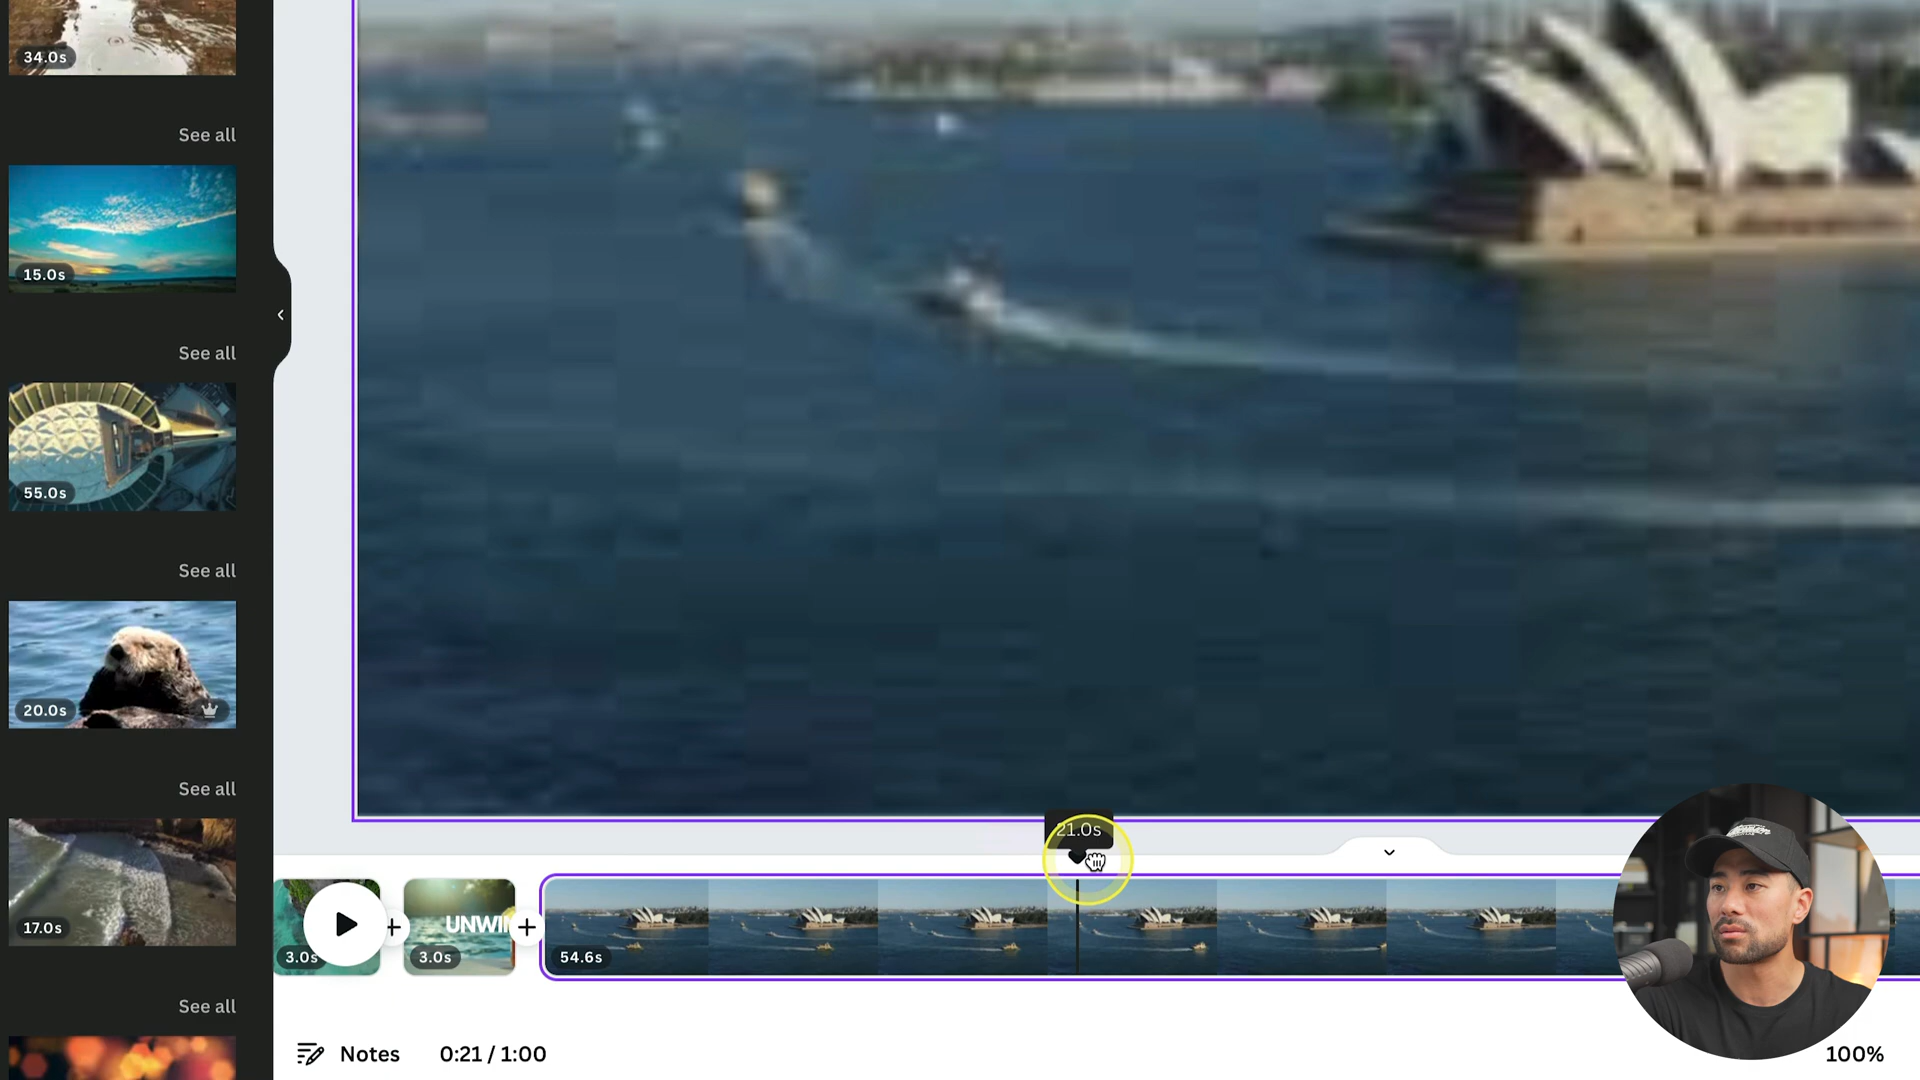 34.0s
See all
15.0s
See all
55.0s
See all
20.0s
See all
17.0s
See all
21.0s
3.0s
3.0s
UNWI
54.6s
Notes
0:21 / 1:00
100%